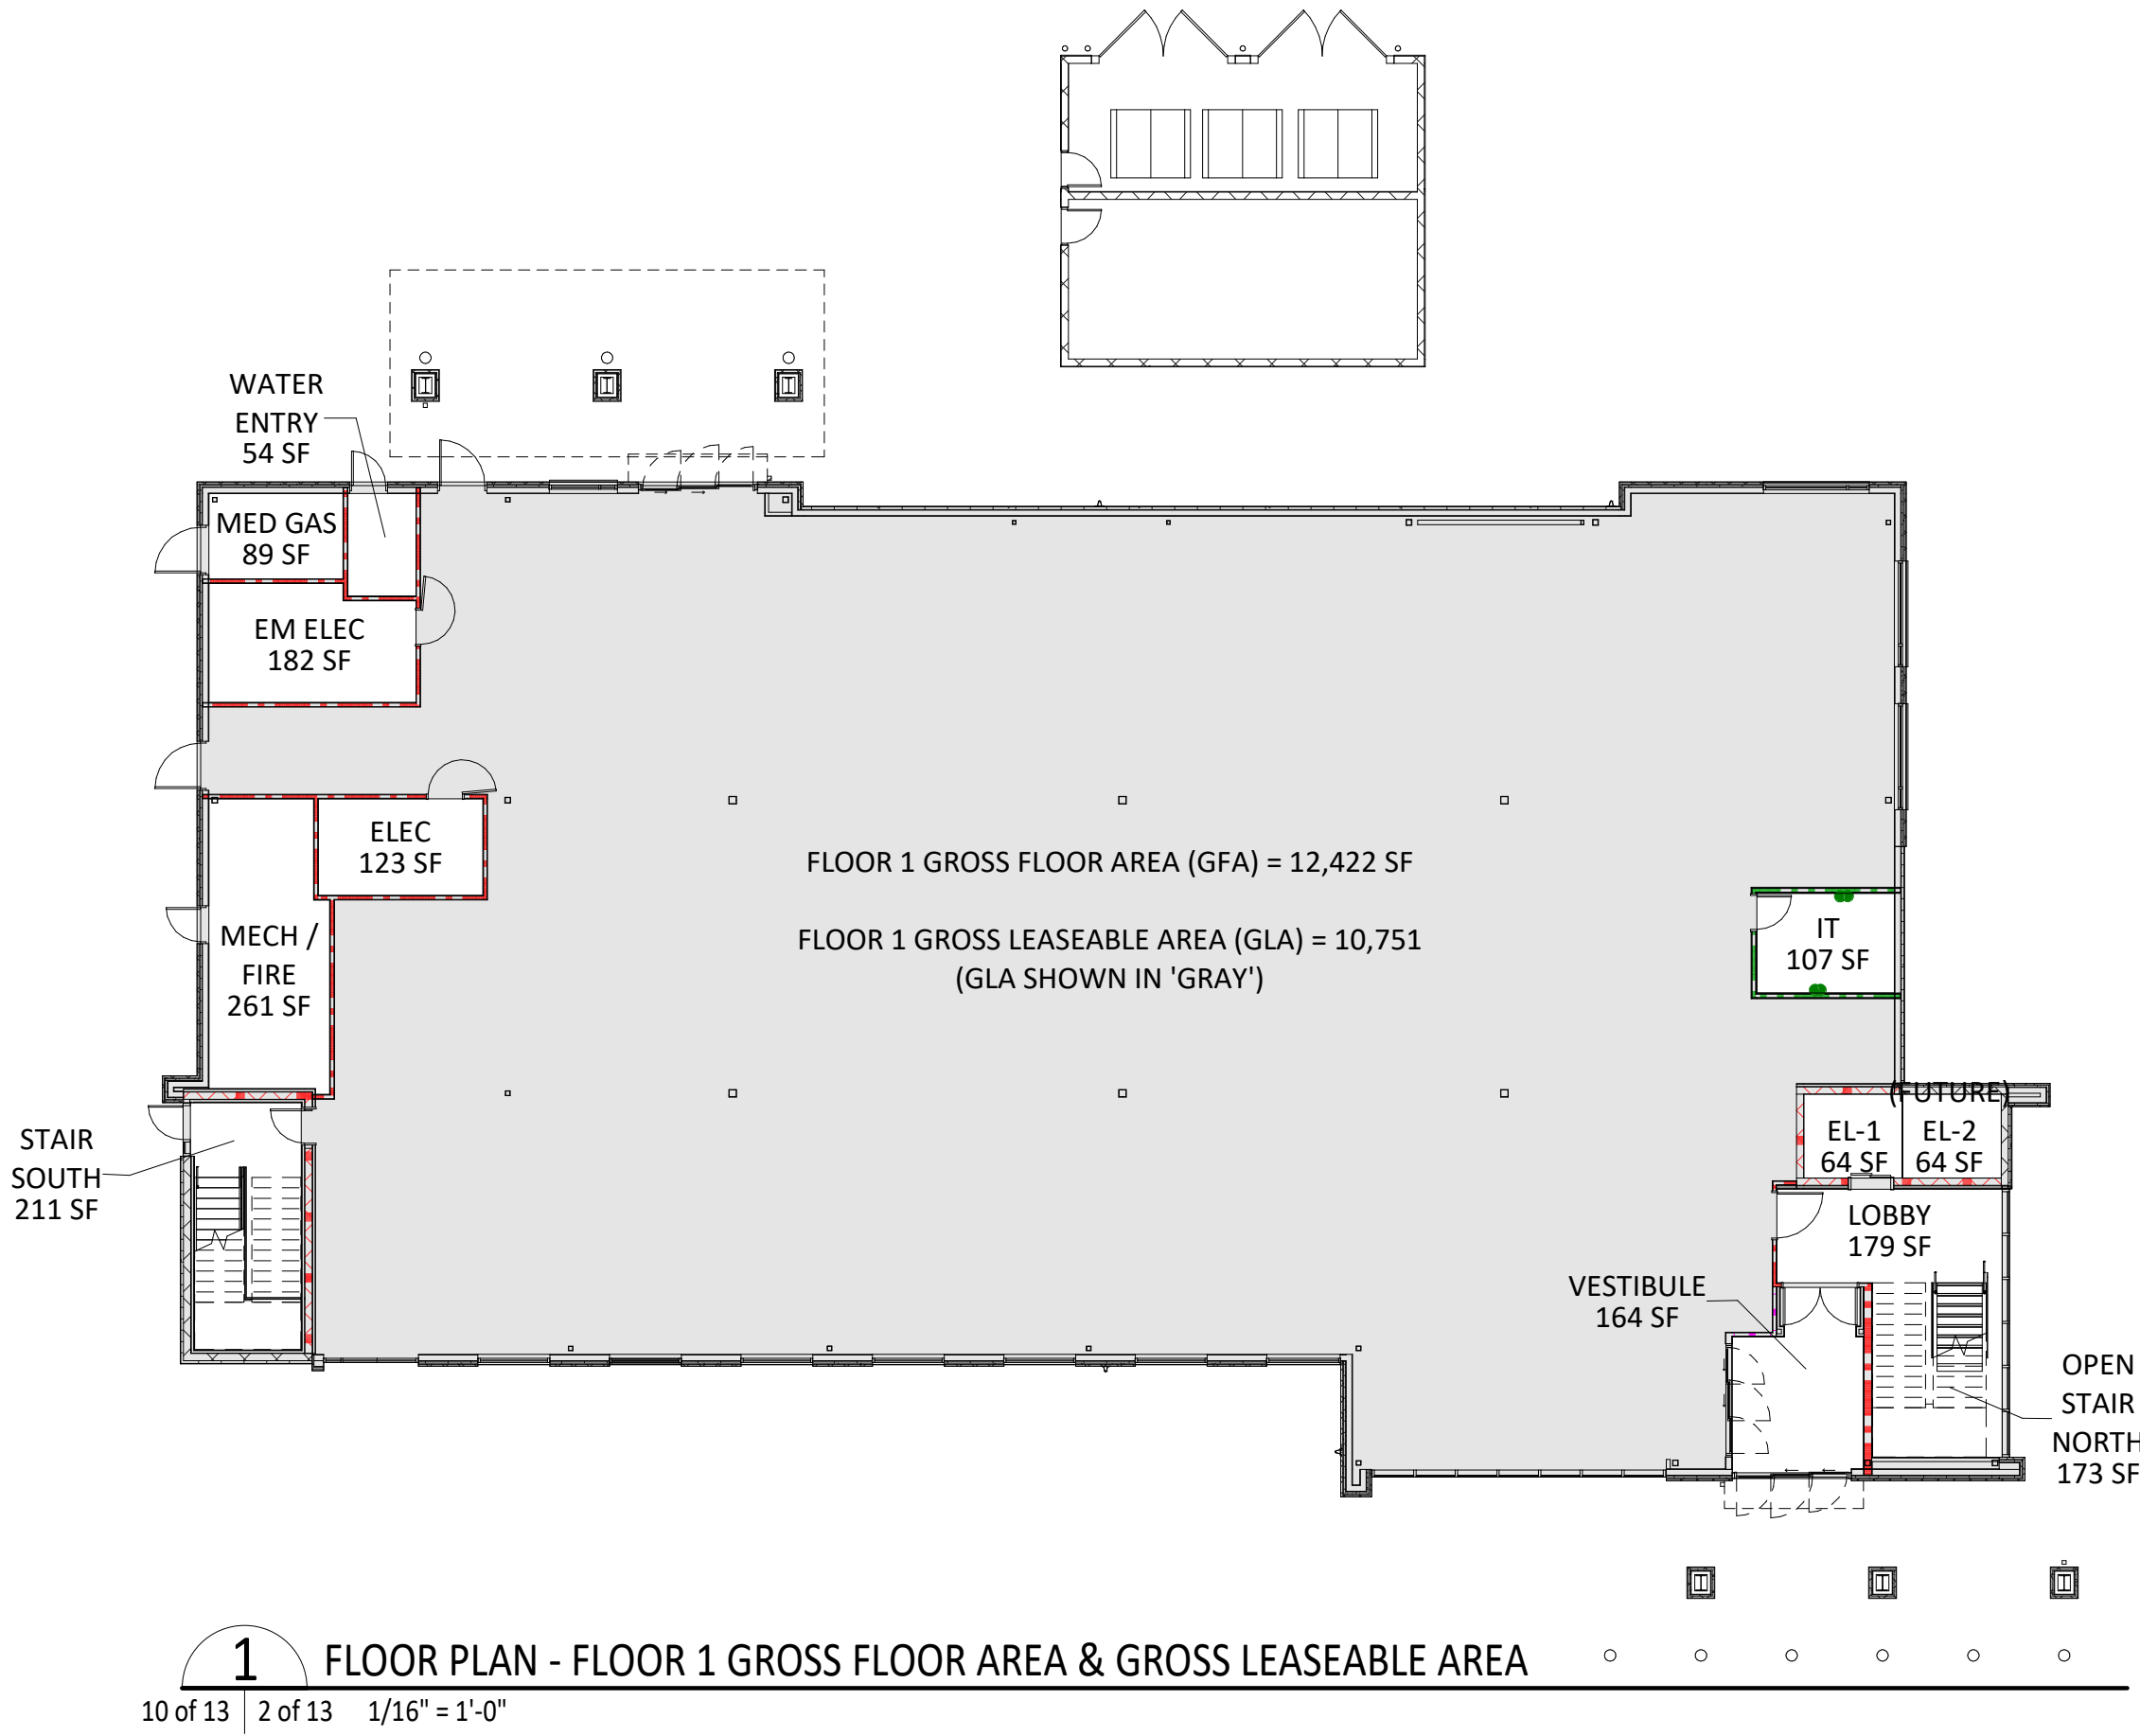 WATER
ENTRY
54 SF
MED GAS
89 SF
EM ELEC
182 SF
ELEC
123 SF
MECH /
FIRE
261 SF
FLOOR 1 GROSS FLOOR AREA (GFA) = 12,422 SF
FLOOR 1 GROSS LEASEABLE AREA (GLA) = 10,751
(GLA SHOWN IN 'GRAY')
IT
107 SF
(FUTURE)
EL-1
64 SF
EL-2
64 SF
STAIR
SOUTH
211 SF
LOBBY
179 SF
VESTIBULE
164 SF
OPEN
STAIR
NORTH
173 SF
1
FLOOR PLAN - FLOOR 1 GROSS FLOOR AREA & GROSS LEASEABLE AREA
10 of 13
2 of 13
1/16" = 1'-0"